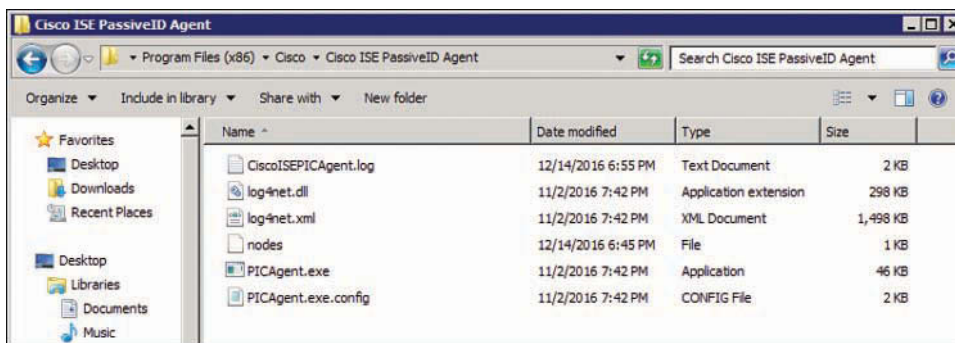 Cisco ISE PassiveID Agent
Program Files (x86) Cisco Cisco ISE PassiveID Agent Search Cisco ISE PassiveID Agent
Organize Include in library Share with New folder
Favorites
Desktop
Downloads
Recent Places
Desktop
Libraries
Documents
Music
Name Date modified Type Size
CiscoISEPICAgent.log 12/14/2016 6:55 PM Text Document 2 KB
log4net.dll 11/2/2016 7:42 PM Application extension 298 KB
log4net.xml 11/2/2016 7:42 PM XML Document 1,498 KB
nodes 12/14/2016 6:45 PM File 1 KB
PICAgent.exe 11/2/2016 7:42 PM Application 46 KB
PICAgent.exe.config 11/2/2016 7:42 PM CONFIG File 2 KB